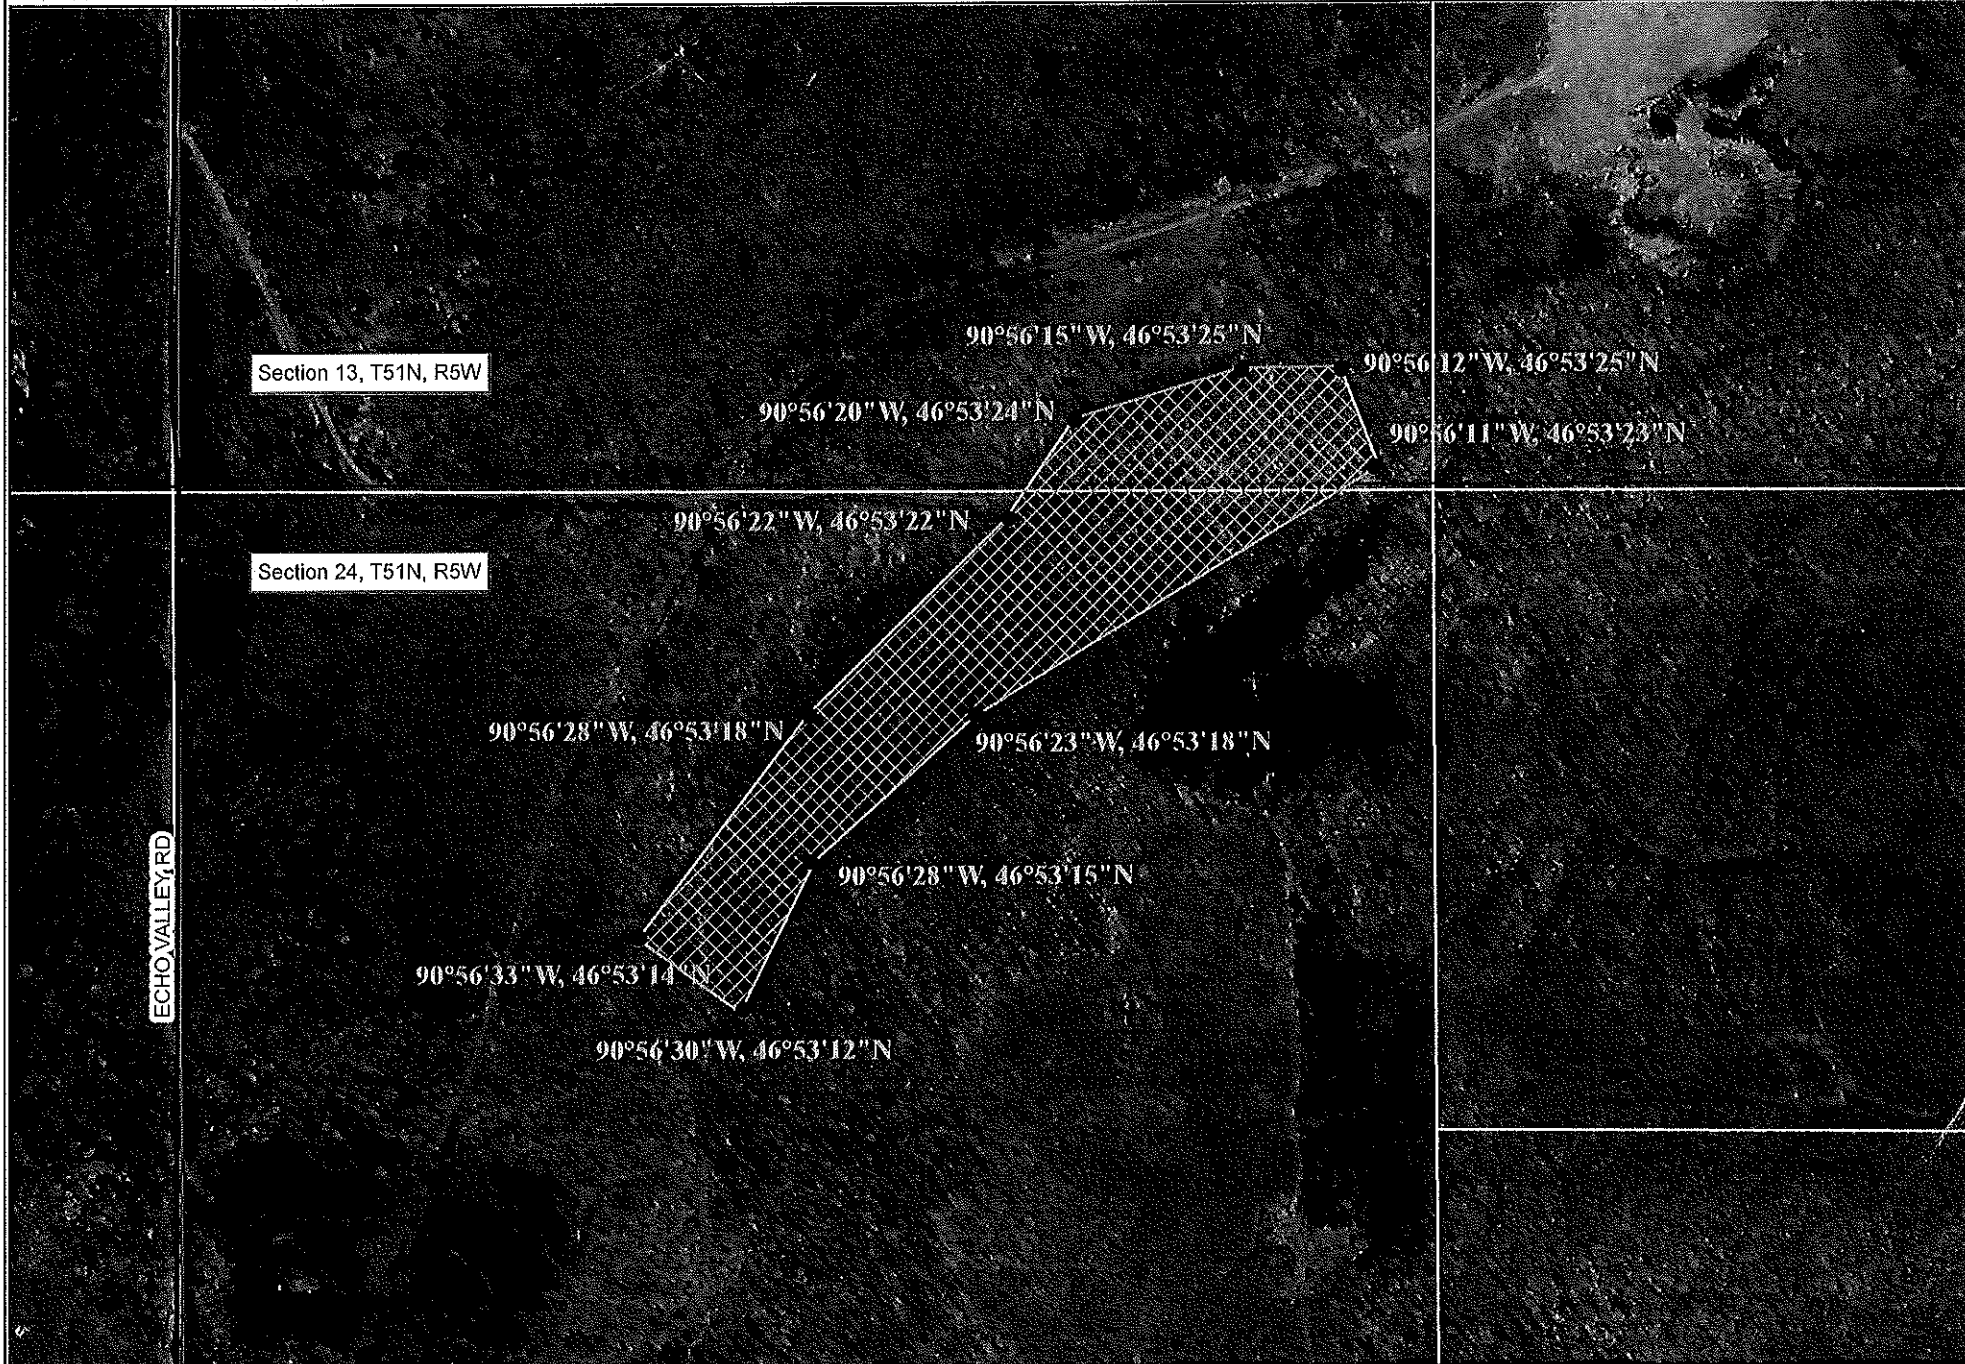 90°56'15"W, 46°53'25"N
90°56'12"W, 46°53'25"N
Section 13, T51N, R5W
90°56'20"W, 46°53'24"N
90°56'11"W, 46°53'23"N
90°56'22"W, 46°53'22"N
Section 24, T51N, R5W
90°56'28"W, 46°53'18"N
90°56'23"W, 46°53'18"N
ECHO VALLEY RD
90°56'28"W, 46°53'15"N
90°56'33"W, 46°53'14"N
90°56'30"W, 46°53'12"N